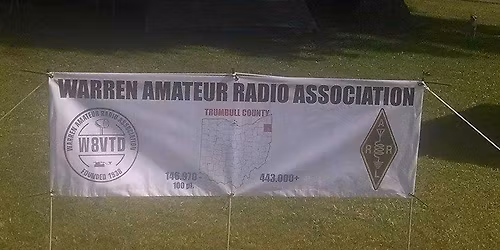 WARREN AMATEUR RADIO ASSOCIATION
WARREN AMATEUR RADIO ASSOCIATION
W8VTD
FOUNDED 1936
TRUMBULL COUNTY
146.970-
100 pl.
443.000+
A
R R
L